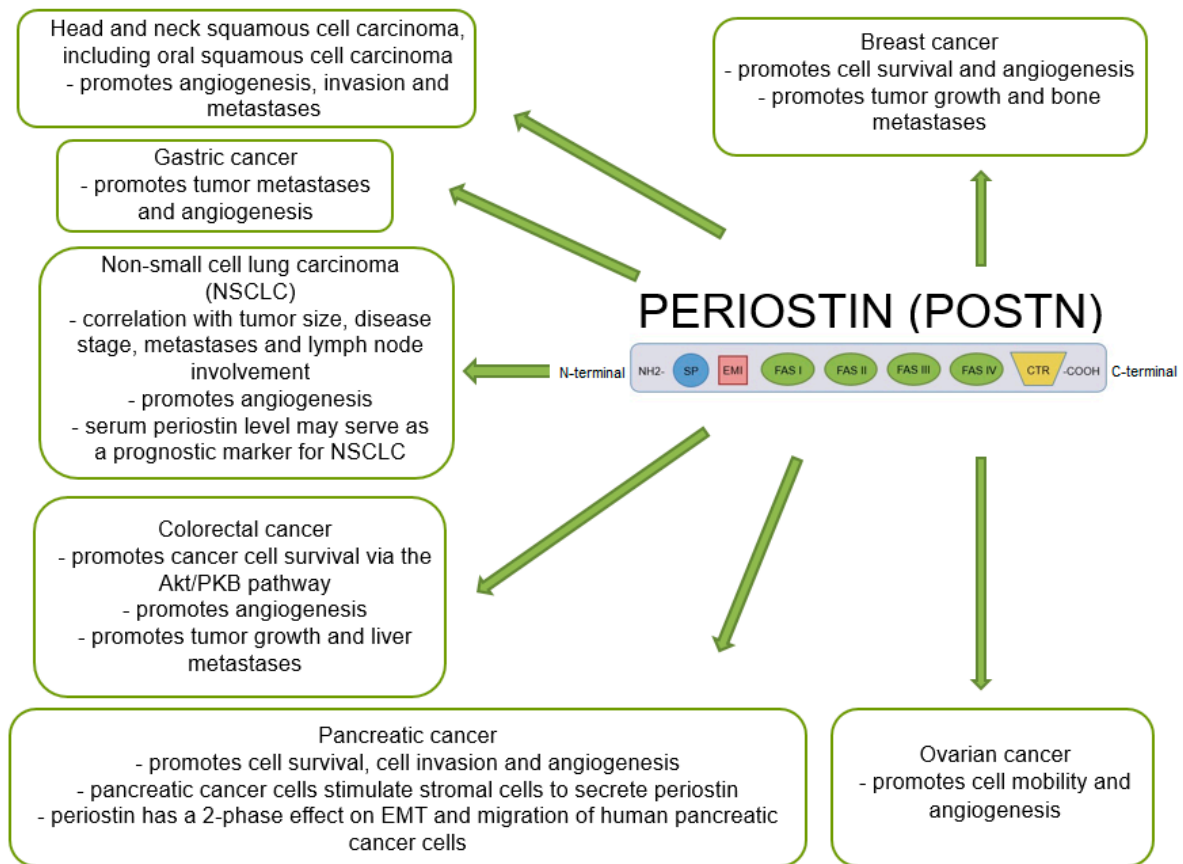 Head and neck squamous cell carcinoma,
including oral squamous cell carcinoma
- promotes angiogenesis, invasion and
metastases
Breast cancer
- promotes cell survival and angiogenesis
- promotes tumor growth and bone
metastases
Gastric cancer
- promotes tumor metastases
and angiogenesis
Non-small cell lung carcinoma
(NSCLC)
- correlation with tumor size, disease
stage, metastases and lymph node
involvement
- promotes angiogenesis
- serum periostin level may serve as
a prognostic marker for NSCLC
PERIOSTIN (POSTN)
N-terminal NH2- SP EMI FAS I FAS II FAS III FAS IV CTR -COOH C-terminal
Colorectal cancer
- promotes cancer cell survival via the
Akt/PKB pathway
- promotes angiogenesis
- promotes tumor growth and liver
metastases
Pancreatic cancer
- promotes cell survival, cell invasion and angiogenesis
- pancreatic cancer cells stimulate stromal cells to secrete periostin
- periostin has a 2-phase effect on EMT and migration of human pancreatic
cancer cells
Ovarian cancer
- promotes cell mobility and
angiogenesis